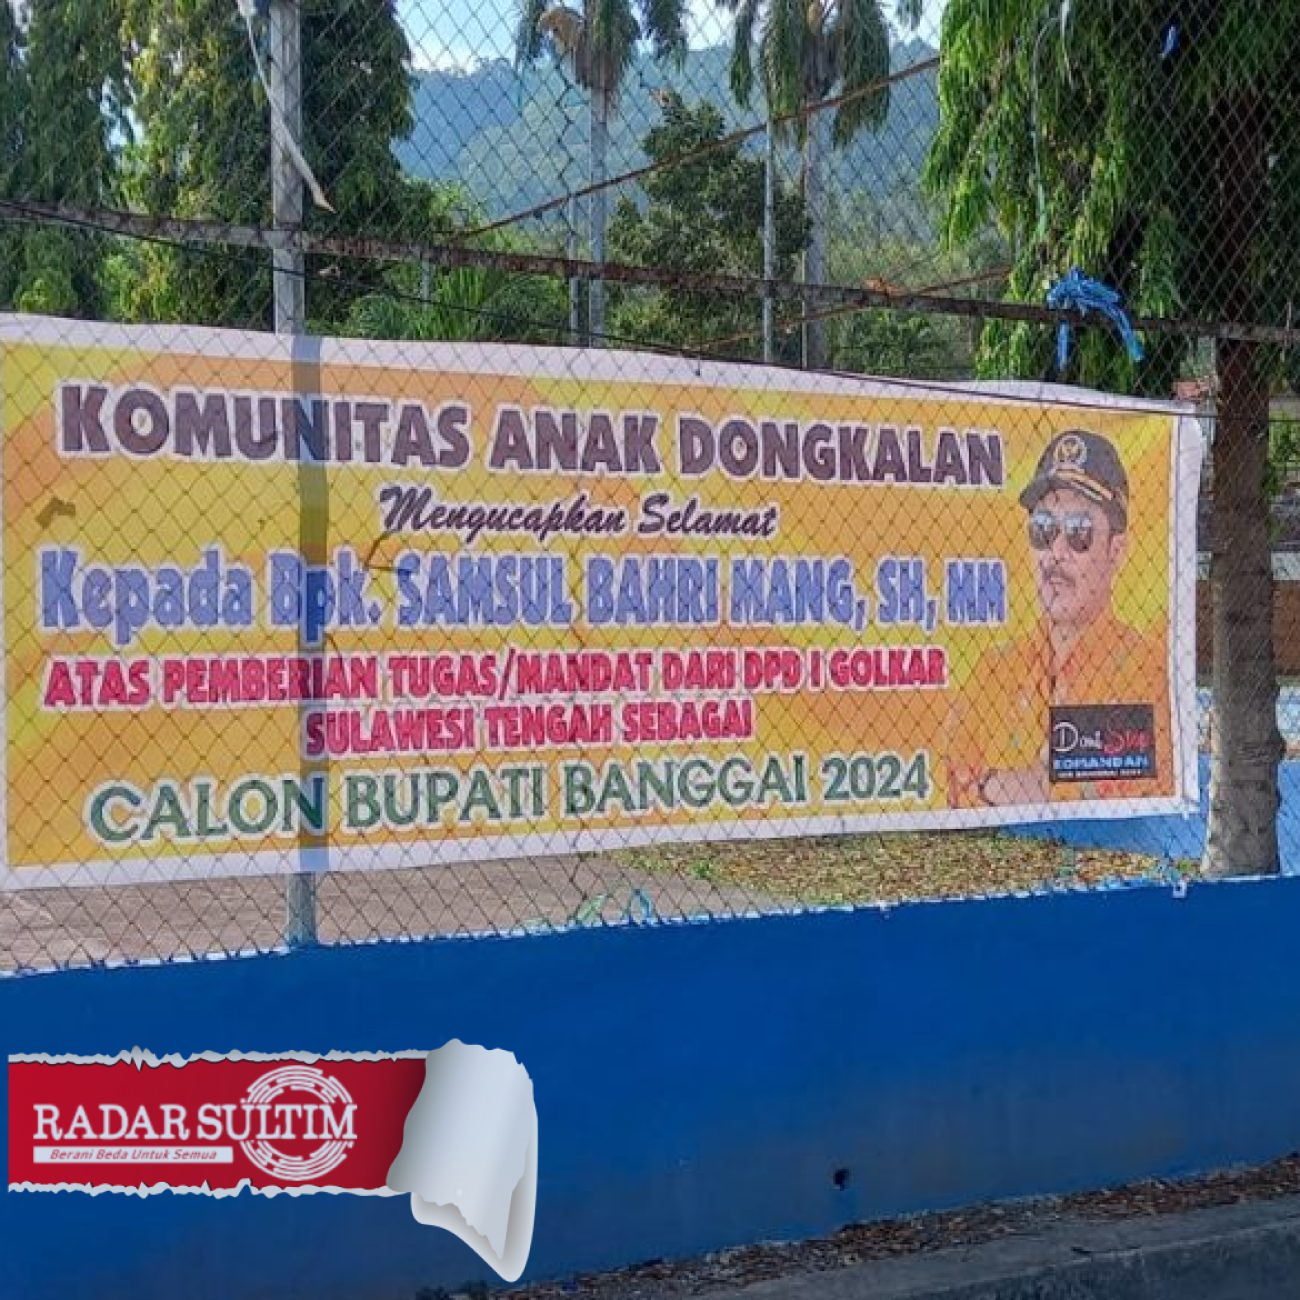 KOMUNITAS ANAK DONGKALAN
Mengucapkan Selamat
Kepada Bpk. SAMSUL BAHRI MANG, SH, MM
ATAS PEMBERIAN TUGAS/MANDAT DARI DPD I GOLKAR
SULAWESI TENGAH SEBAGAI
CALON BUPATI BANGGAI 2024
KOMANDAN
RADAR SULTIM
Berani Beda Untuk Semua